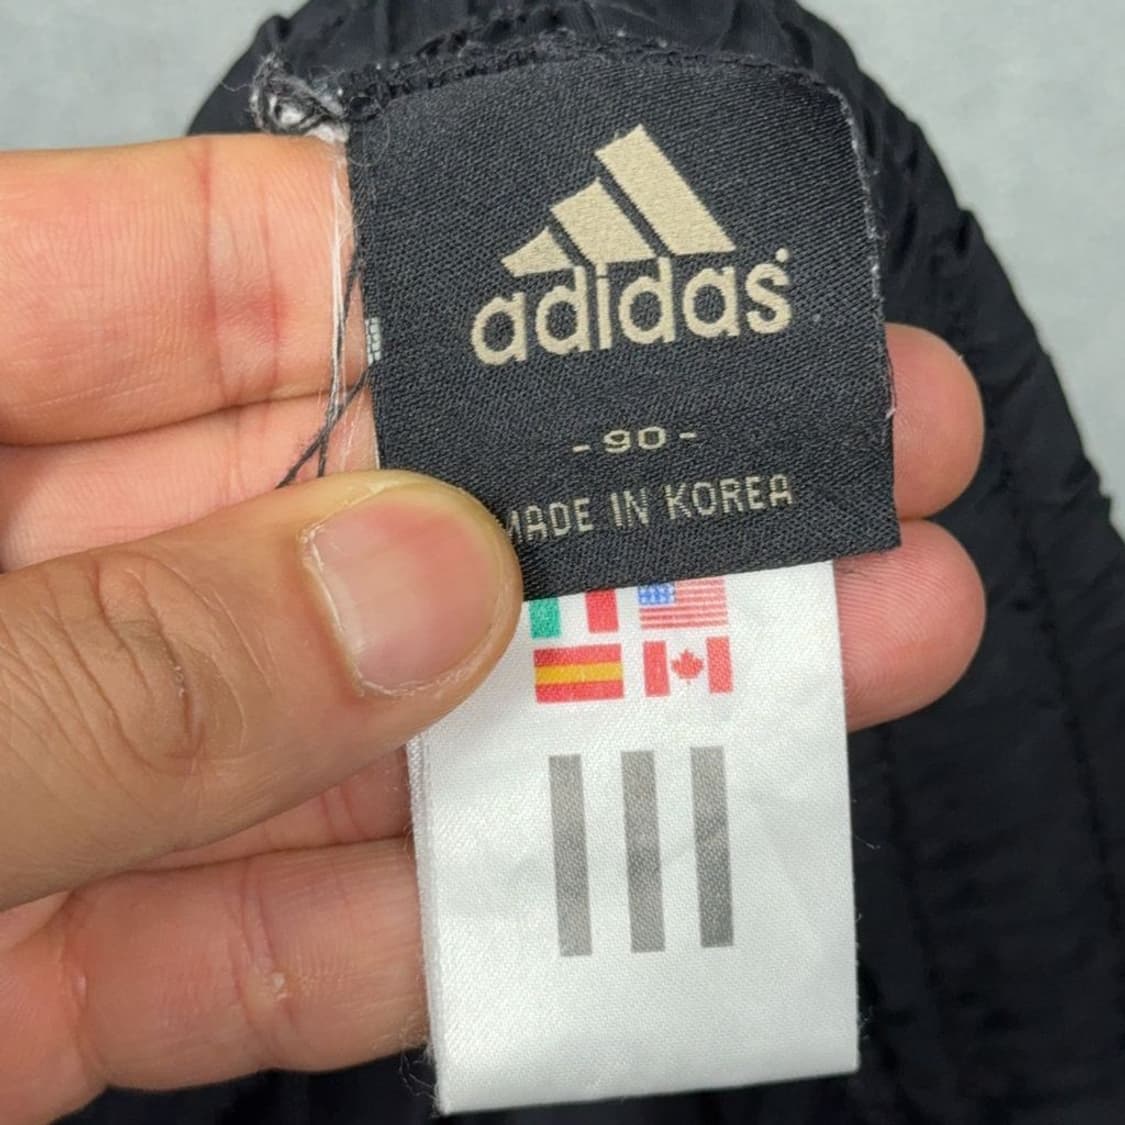 adidas
- 90 -
MADE IN KOREA